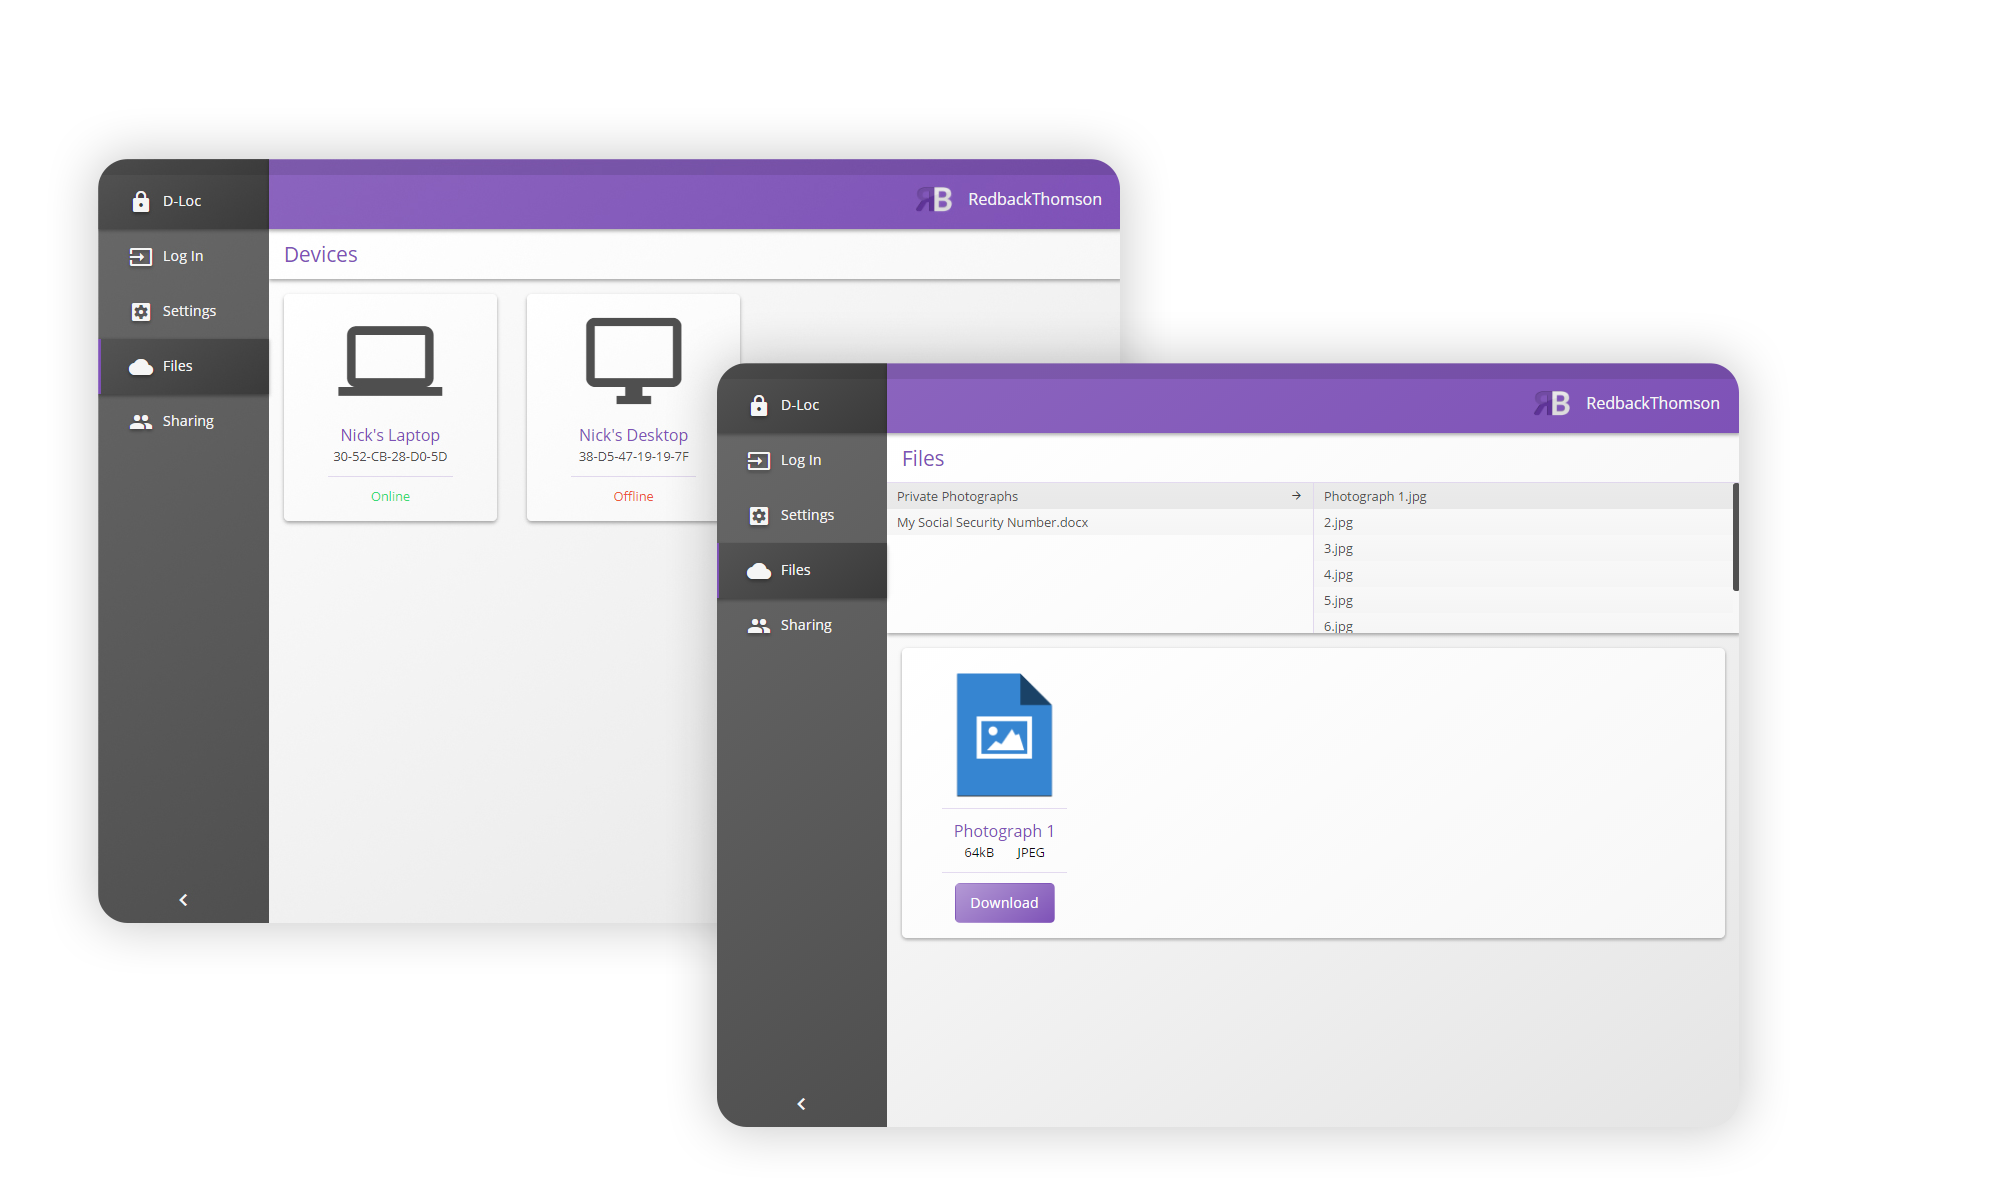 D-Loc
RB RedbackThomson
Log In
Settings
Files
Sharing
Devices
Nick's Laptop
30-52-CB-28-D0-5D
Online
Nick's Desktop
38-D5-47-19-19-7F
Offline
D-Loc
RB RedbackThomson
Log In
Settings
Files
Sharing
Files
Private Photographs
My Social Security Number.docx
Photograph 1.jpg
2.jpg
3.jpg
4.jpg
5.jpg
6.jpg
Photograph 1
64kB JPEG
Download